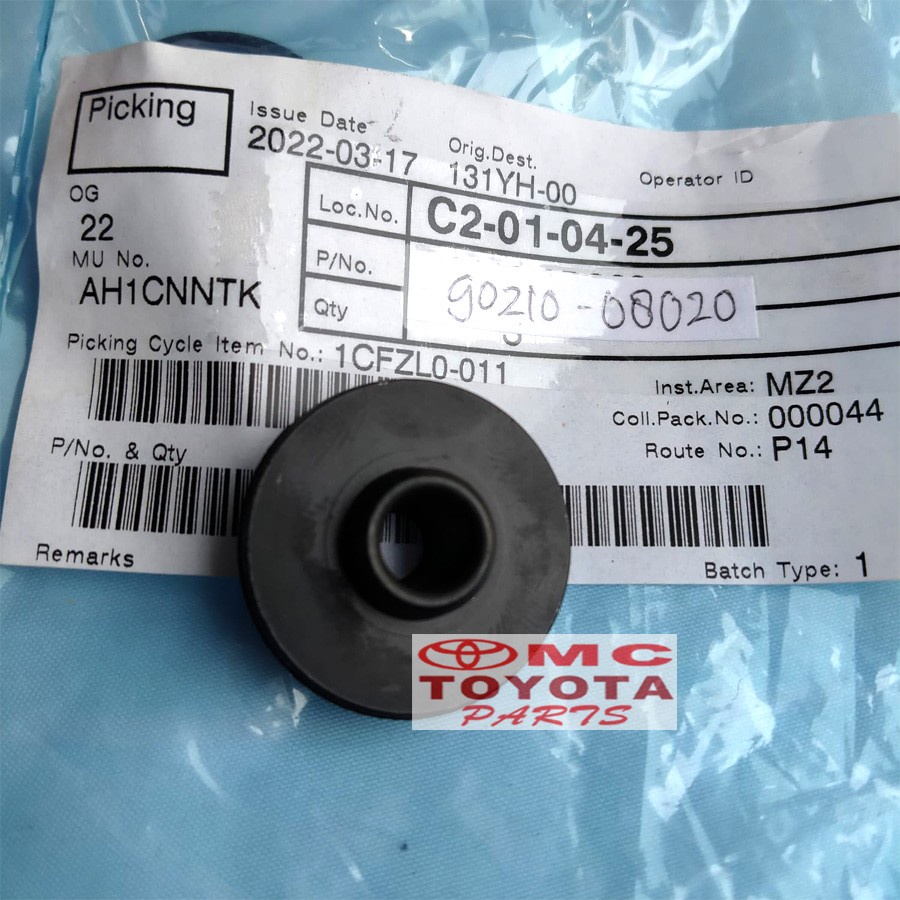 Picking
Issue Date
2022-03-17
Orig.Dest.
131YH-00
Operator ID
OG
22
Loc.No.
C2-01-04-25
MU No.
AH1CNNTK
P/No.
90210-08020
Qty
Picking Cycle Item No.: 1CFZL0-011
Inst.Area: MZ2
Coll.Pack.No.: 000044
Route No.: P14
P/No. & Qty
Remarks
Batch Type: 1
MC
TOYOTA
PARTS